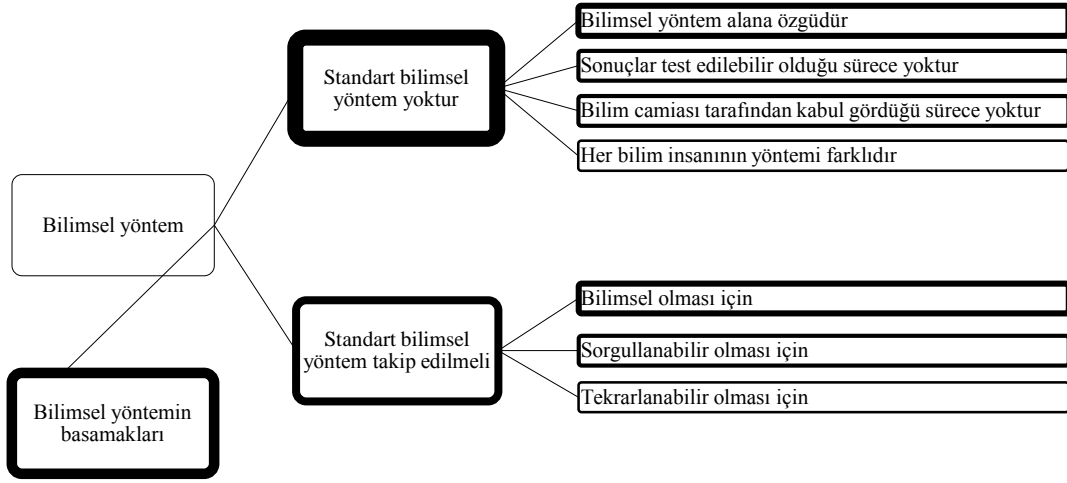 Bilimsel yöntem
Standart bilimsel
yöntem yoktur
Bilimsel yöntem alana özgüdür
Sonuçlar test edilebilir olduğu sürece yoktur
Bilim camiası tarafından kabul gördüğü sürece yoktur
Her bilim insanının yöntemi farklıdır
Standart bilimsel
yöntem takip edilmeli
Bilimsel olması için
Sorgullanabilir olması için
Tekrarlanabilir olması için
Bilimsel yöntemin
basamakları